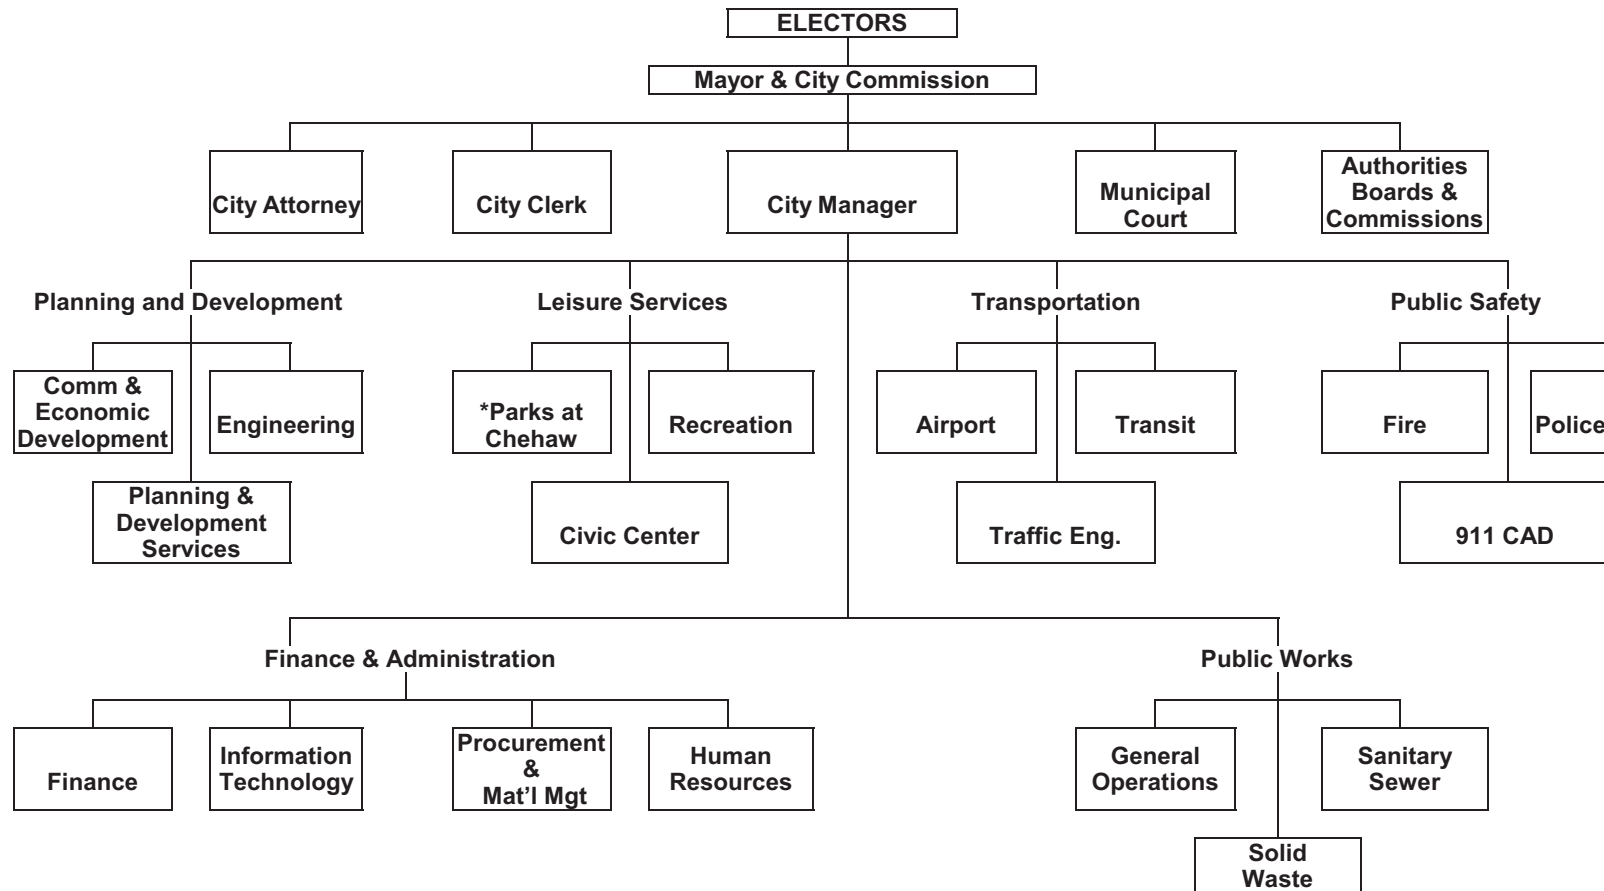 ELECTORS
Mayor & City Commission
City Attorney
City Clerk
City Manager
Municipal
Court
Authorities
Boards &
Commissions
Planning and Development
Leisure Services
Transportation
Public Safety
Comm &
Economic
Development
Engineering
*Parks at
Chehaw
Recreation
Airport
Transit
Fire
Police
Planning &
Development
Services
Civic Center
Traffic Eng.
911 CAD
Finance & Administration
Public Works
Finance
Information
Technology
Procurement
&
Mat’l Mgt
Human
Resources
General
Operations
Sanitary
Sewer
Solid
Waste